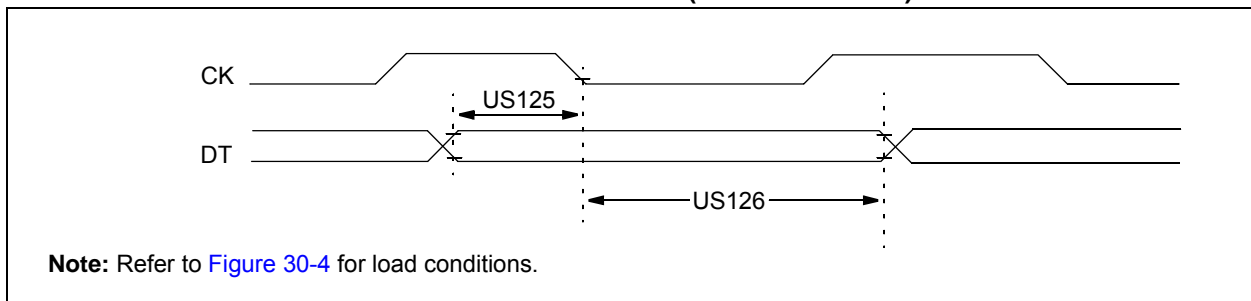 CK
US125
DT
US126
Note: Refer to Figure 30-4 for load conditions.